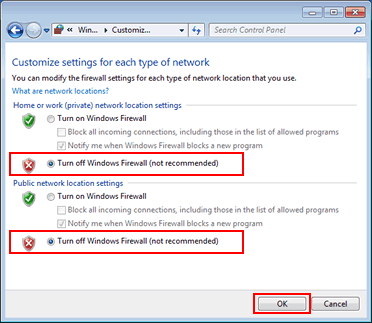 Win... Customiz...
Search Control Panel
Customize settings for each type of network
You can modify the firewall settings for each type of network location that you use.
What are network locations?
Home or work (private) network location settings
Turn on Windows Firewall
Block all incoming connections, including those in the list of allowed programs
Notify me when Windows Firewall blocks a new program
Turn off Windows Firewall (not recommended)
Public network location settings
Turn on Windows Firewall
Block all incoming connections, including those in the list of allowed programs
Notify me when Windows Firewall blocks a new program
Turn off Windows Firewall (not recommended)
OK Cancel